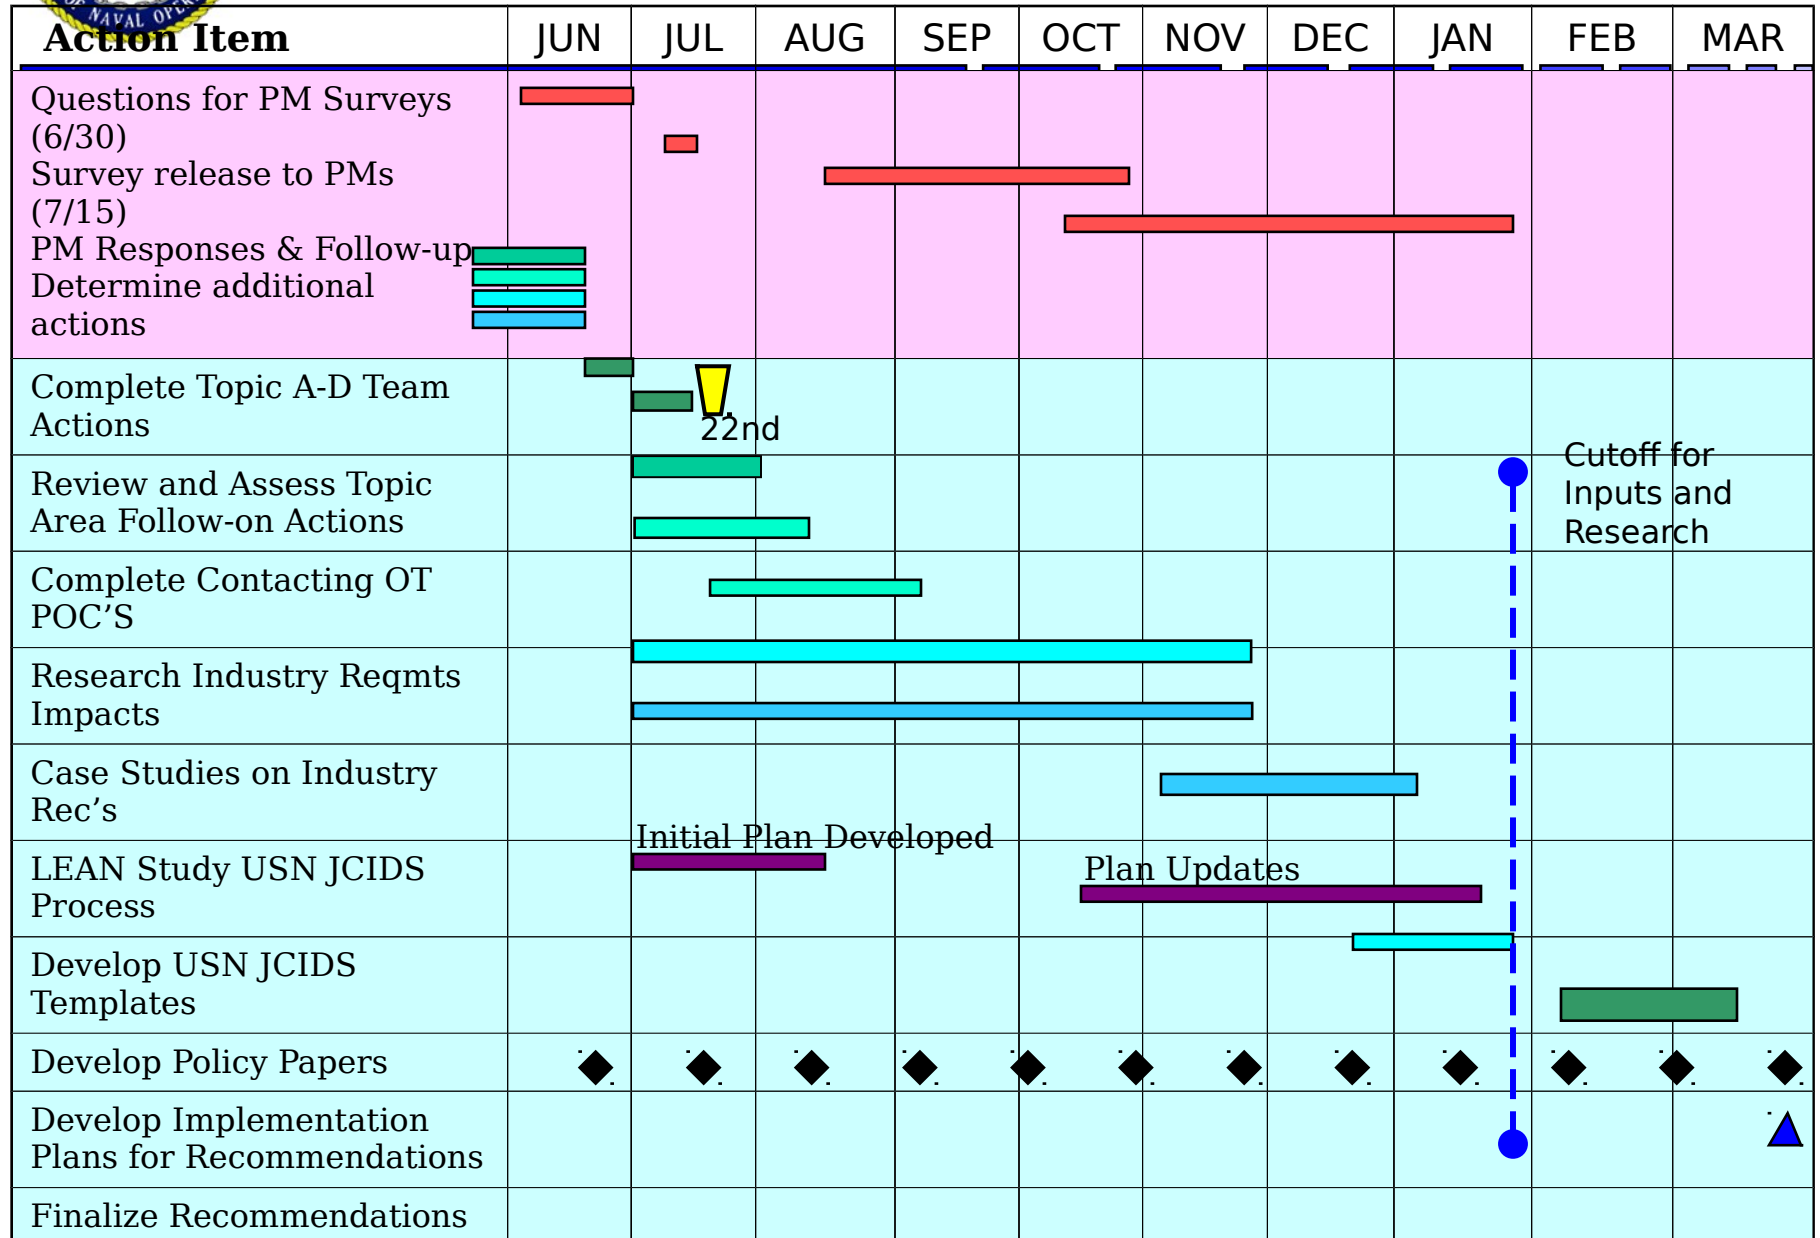 OF NAVAL OPER
Action Item JUN JUL AUG SEP OCT NOV DEC JAN FEB MAR
Questions for PM Surveys
(6/30)
Survey release to PMs
(7/15)
PM Responses & Follow-up
Determine additional
actions
Complete Topic A-D Team
Actions
22nd
Review and Assess Topic
Area Follow-on Actions
Cutoff for
Inputs and
Research
Complete Contacting OT
POC’S
Research Industry Reqmts
Impacts
Case Studies on Industry
Rec’s
Initial Plan Developed
LEAN Study USN JCIDS
Process
Plan Updates
Develop USN JCIDS
Templates
Develop Policy Papers
Develop Implementation
Plans for Recommendations
Finalize Recommendations